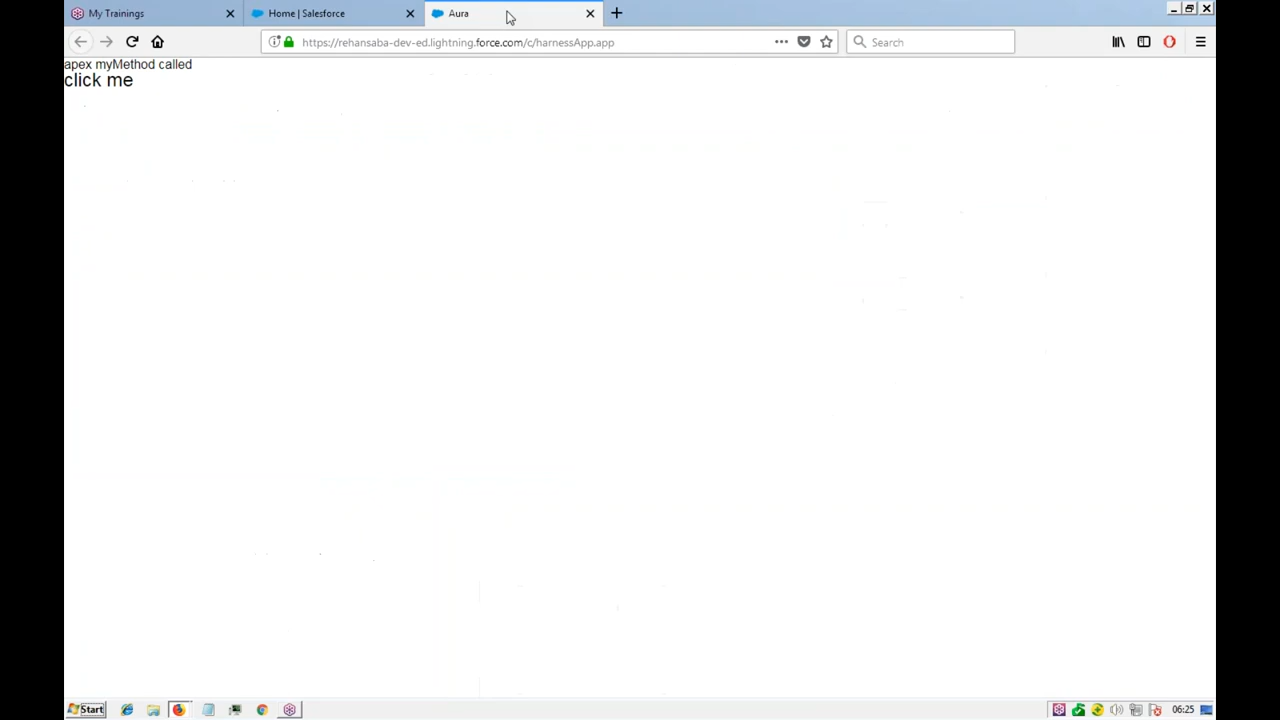 My Trainings
Home | Salesforce
Aura
https://rehansaba-dev-ed.lightning.force.com/c/harnessApp.app
Search
apex myMethod called
click me
Start
06:25